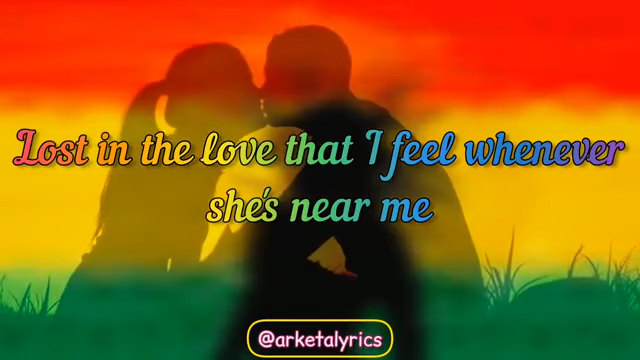 Lost in the love that I feel whenever
she's near me
@arketalyrics